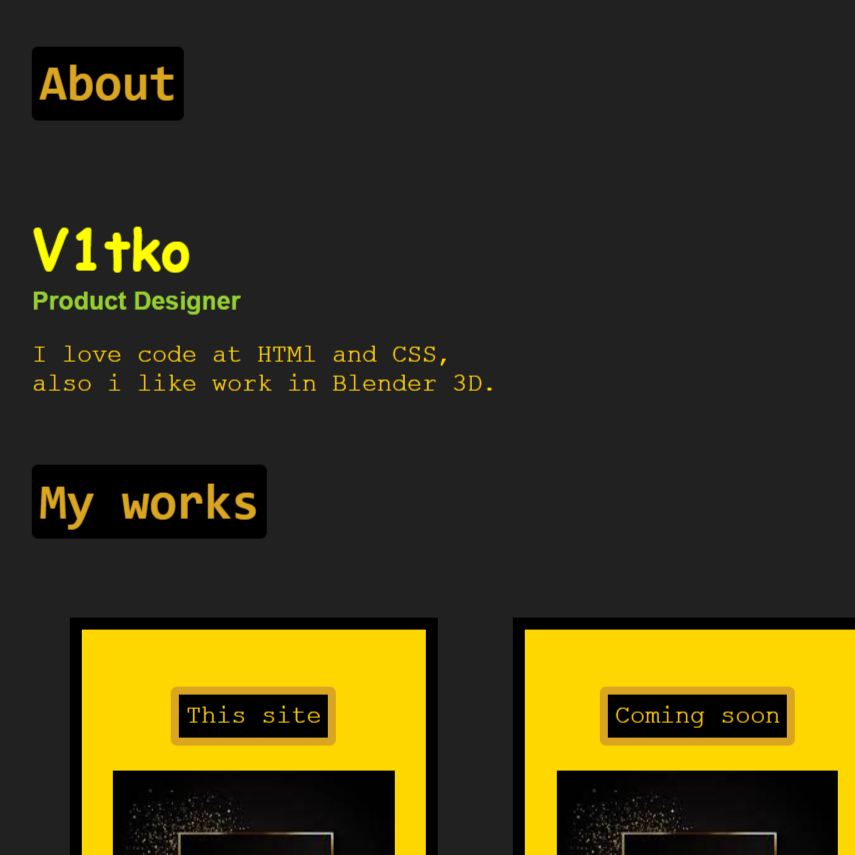 About
V1tko
Product Designer
I love code at HTMl and CSS,
also i like work in Blender 3D.
My works
This site
Coming soon